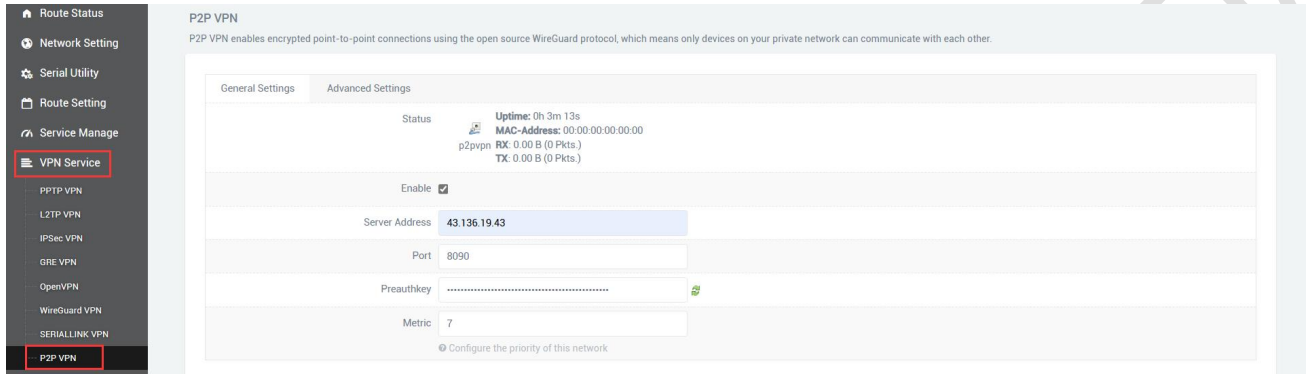 Route Status
Network Setting
Serial Utility
Route Setting
Service Manage
VPN Service
PPTP VPN
L2TP VPN
IPSec VPN
GRE VPN
OpenVPN
WireGuard VPN
SERIALLINK VPN
P2P VPN
P2P VPN
P2P VPN enables encrypted point-to-point connections using the open source WireGuard protocol, which means only devices on your private network can communicate with each other.
General Settings Advanced Settings
Status
p2pvpn
Uptime: 0h 3m 13s
MAC-Address: 00:00:00:00:00:00
RX: 0.00 B (0 Pkts.)
TX: 0.00 B (0 Pkts.)
Enable
Server Address 43.136.19.43
Port 8090
Preauthkey
Metric 7
Configure the priority of this network